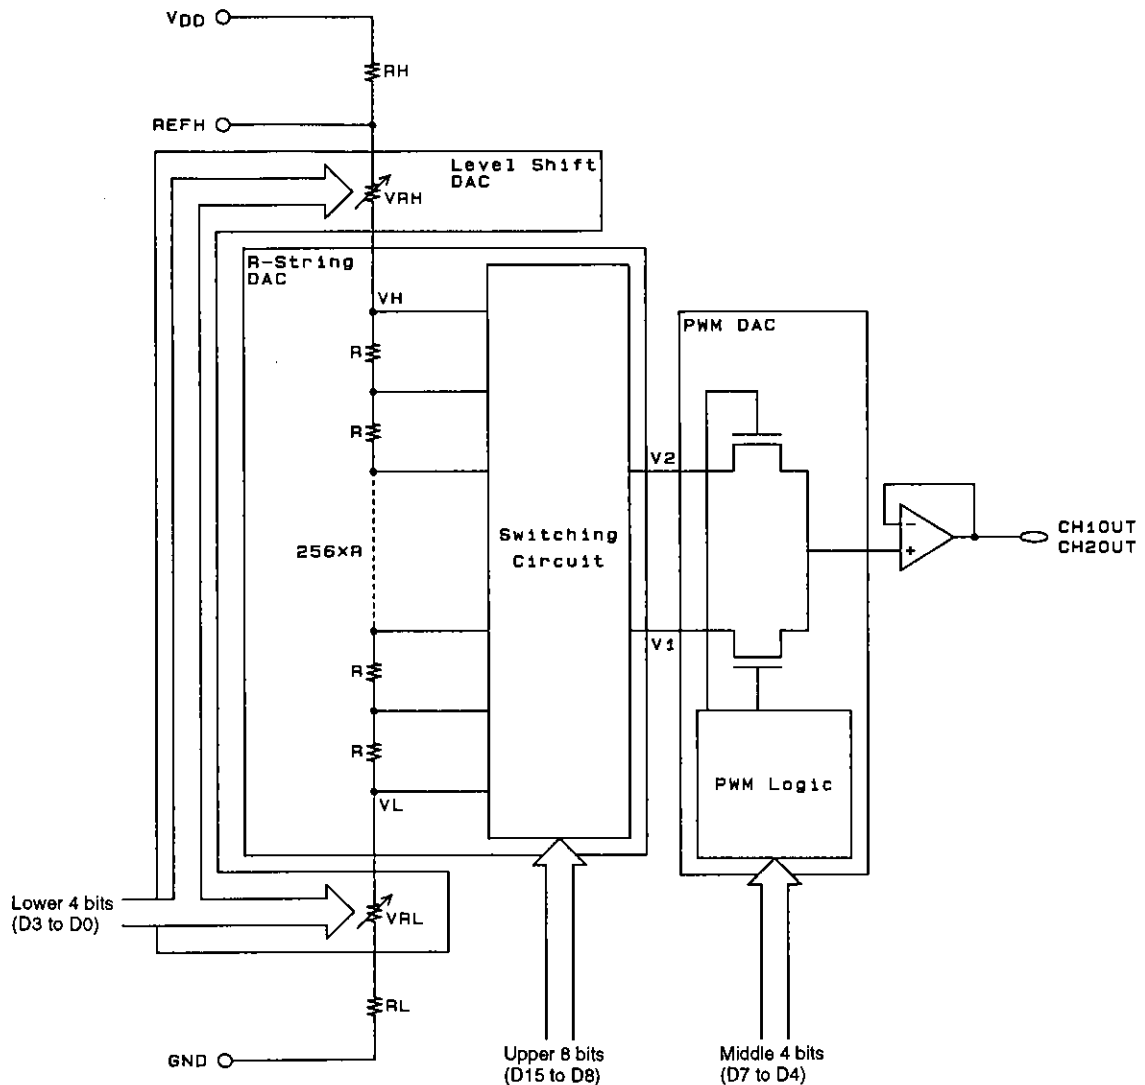 VDD
RH
REFH
Level Shift
DAC
VRH
R-String
DAC
VH
R
R
256×R
R
R
VL
Switching
Circuit
PWM DAC
V2
V1
PWM Logic
-
+
CH1OUT
CH2OUT
Lower 4 bits
(D3 to D0)
VRL
RL
GND
Upper 8 bits
(D15 to D8)
Middle 4 bits
(D7 to D4)